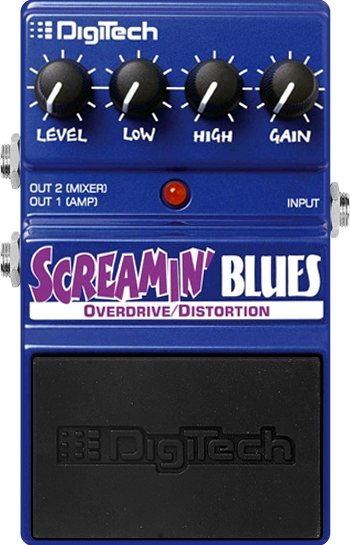 DigiTech
LEVEL LOW HIGH GAIN
OUT 2 (MIXER)
OUT 1 (AMP)
INPUT
SCREAMIN' BLUES
OVERDRIVE/DISTORTION
DigiTech